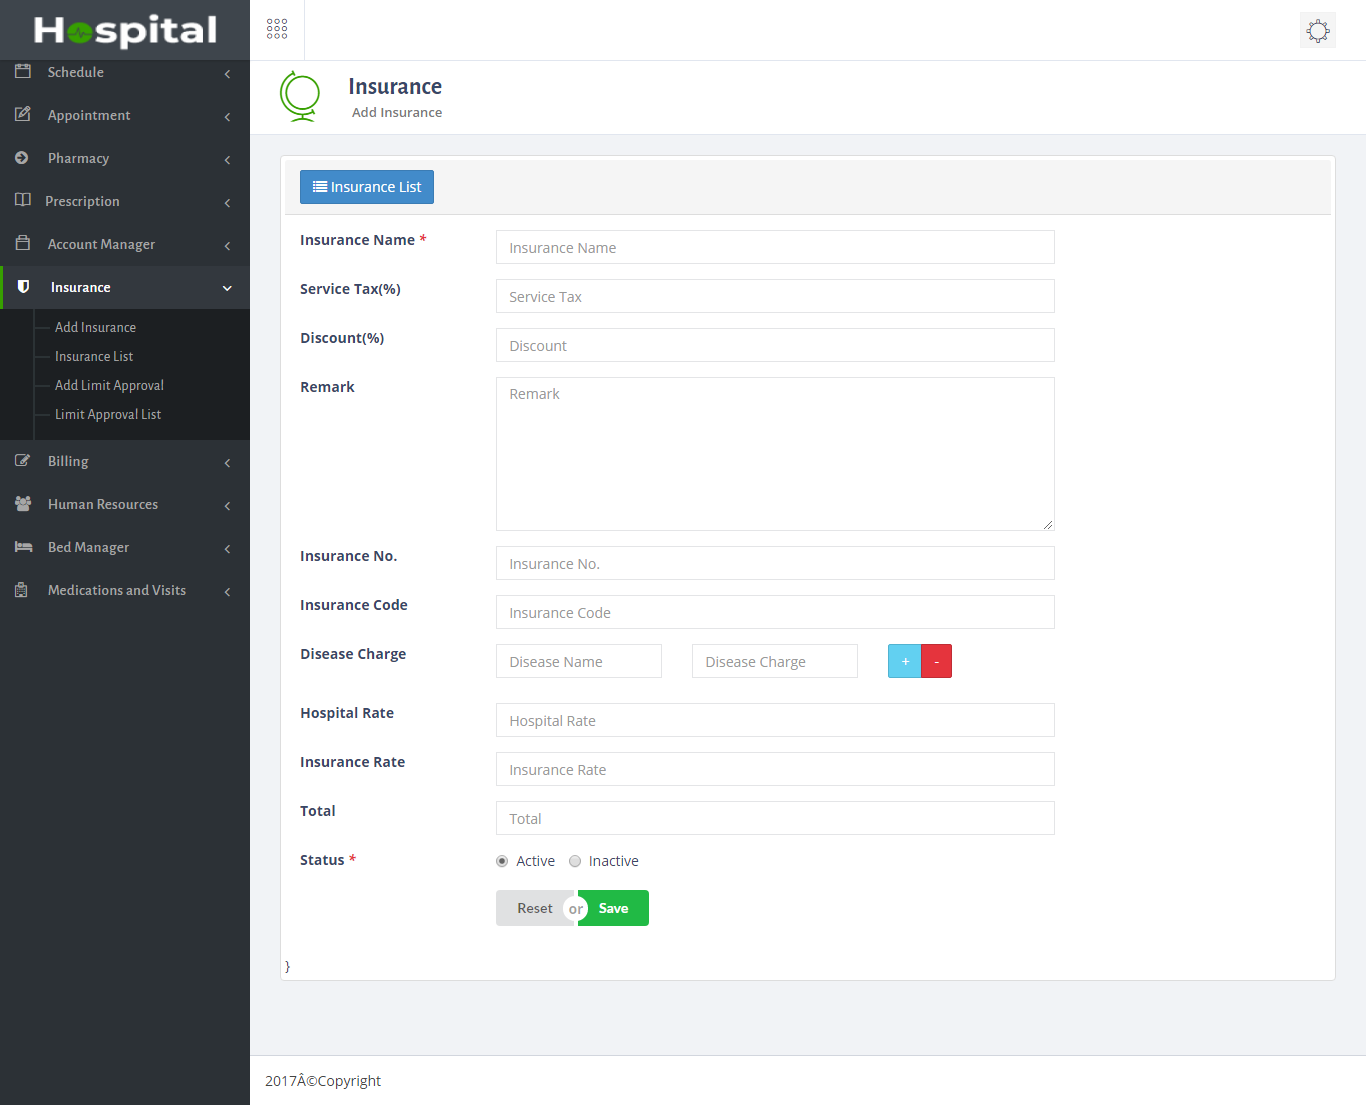 Hospital
Schedule
Appointment
Pharmacy
Prescription
Account Manager
Insurance
Add Insurance
Insurance List
Add Limit Approval
Limit Approval List
Billing
Human Resources
Bed Manager
Medications and Visits
Insurance
Add Insurance
Insurance List
Insurance Name *
Insurance Name
Service Tax(%)
Service Tax
Discount(%)
Discount
Remark
Remark
Insurance No.
Insurance No.
Insurance Code
Insurance Code
Disease Charge
Disease Name
Disease Charge
+ -
Hospital Rate
Hospital Rate
Insurance Rate
Insurance Rate
Total
Total
Status *
Active Inactive
Reset or Save
}
2017Â©Copyright